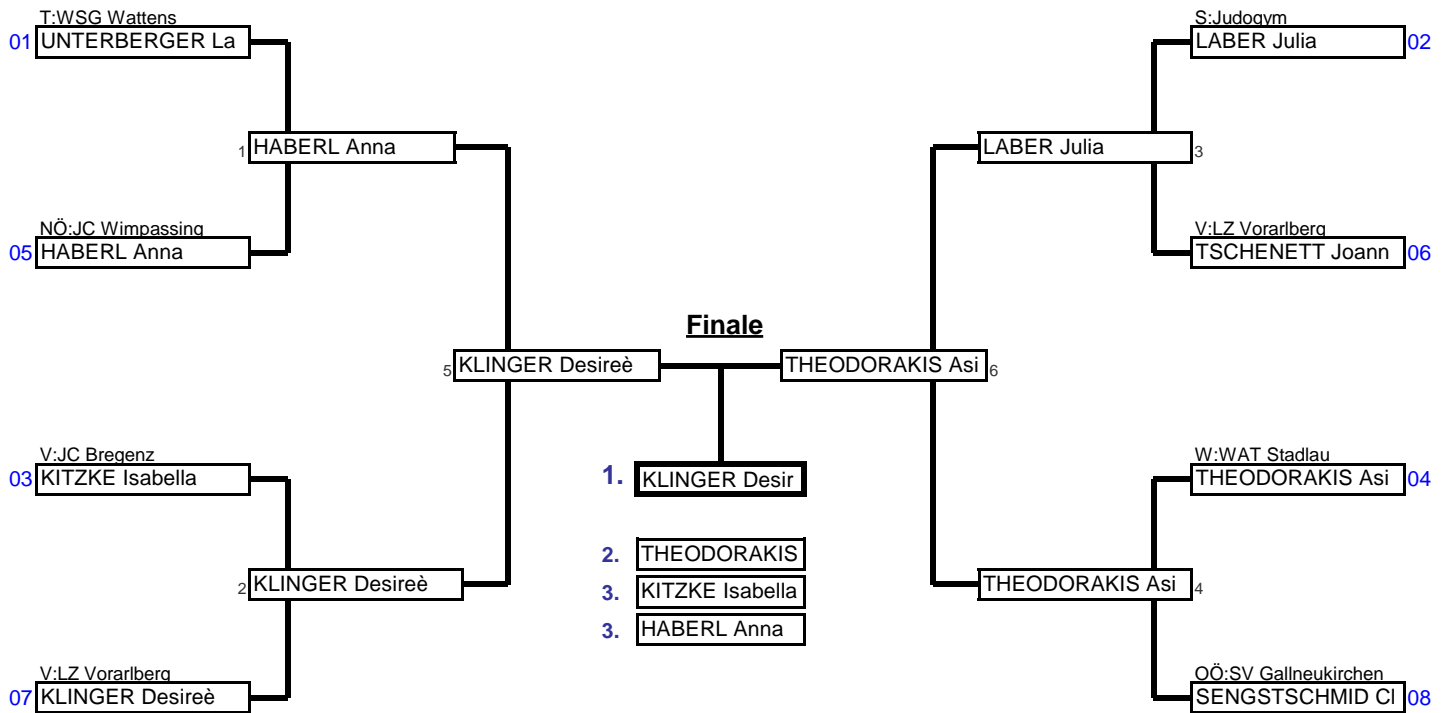 T:WSG Wattens
01 UNTERBERGER La
1 HABERL Anna
NÖ:JC Wimpassing
05 HABERL Anna
5 KLINGER Desireè
V:JC Bregenz
03 KITZKE Isabella
2 KLINGER Desireè
V:LZ Vorarlberg
07 KLINGER Desireè
Finale
1. KLINGER Desir
2. THEODORAKIS
3. KITZKE Isabella
3. HABERL Anna
S:Judogym
LABER Julia 02
LABER Julia 3
V:LZ Vorarlberg
TSCHENETT Joann 06
THEODORAKIS Asi 6
W:WAT Stadlau
THEODORAKIS Asi 04
THEODORAKIS Asi 4
OÖ:SV Gallneukirchen
SENGSTSCHMID Cl 08